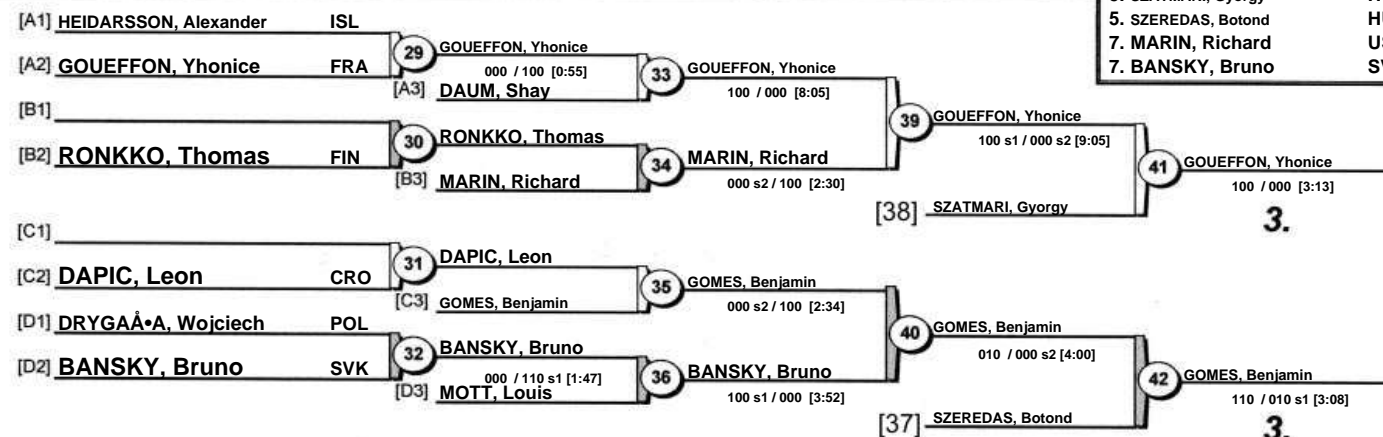 [A1] HEIDARSSON, Alexander ISL
[A2] GOUEFFON, Yhonice FRA
29 GOUEFFON, Yhonice
000 / 100 [0:55]
[A3] DAUM, Shay
33 GOUEFFON, Yhonice
100 / 000 [8:05]
[B1]
[B2] RONKKO, Thomas FIN
30 RONKKO, Thomas
[B3] MARIN, Richard
34 MARIN, Richard
000 s2 / 100 [2:30]
39 GOUEFFON, Yhonice
100 s1 / 000 s2 [9:05]
[38] SZATMARI, Gyorgy
41 GOUEFFON, Yhonice
100 / 000 [3:13]
3.
[C1]
[C2] DAPIC, Leon CRO
31 DAPIC, Leon
[C3] GOMES, Benjamin
35 GOMES, Benjamin
000 s2 / 100 [2:34]
[D1] DRYGAÅ•A, Wojciech POL
[D2] BANSKY, Bruno SVK
32 BANSKY, Bruno
000 / 110 s1 [1:47]
[D3] MOTT, Louis
36 BANSKY, Bruno
100 s1 / 000 [3:52]
40 GOMES, Benjamin
010 / 000 s2 [4:00]
[37] SZEREDAS, Botond
42 GOMES, Benjamin
110 / 010 s1 [3:08]
3.
5. SZEREDAS, Botond
7. MARIN, Richard
7. BANSKY, Bruno